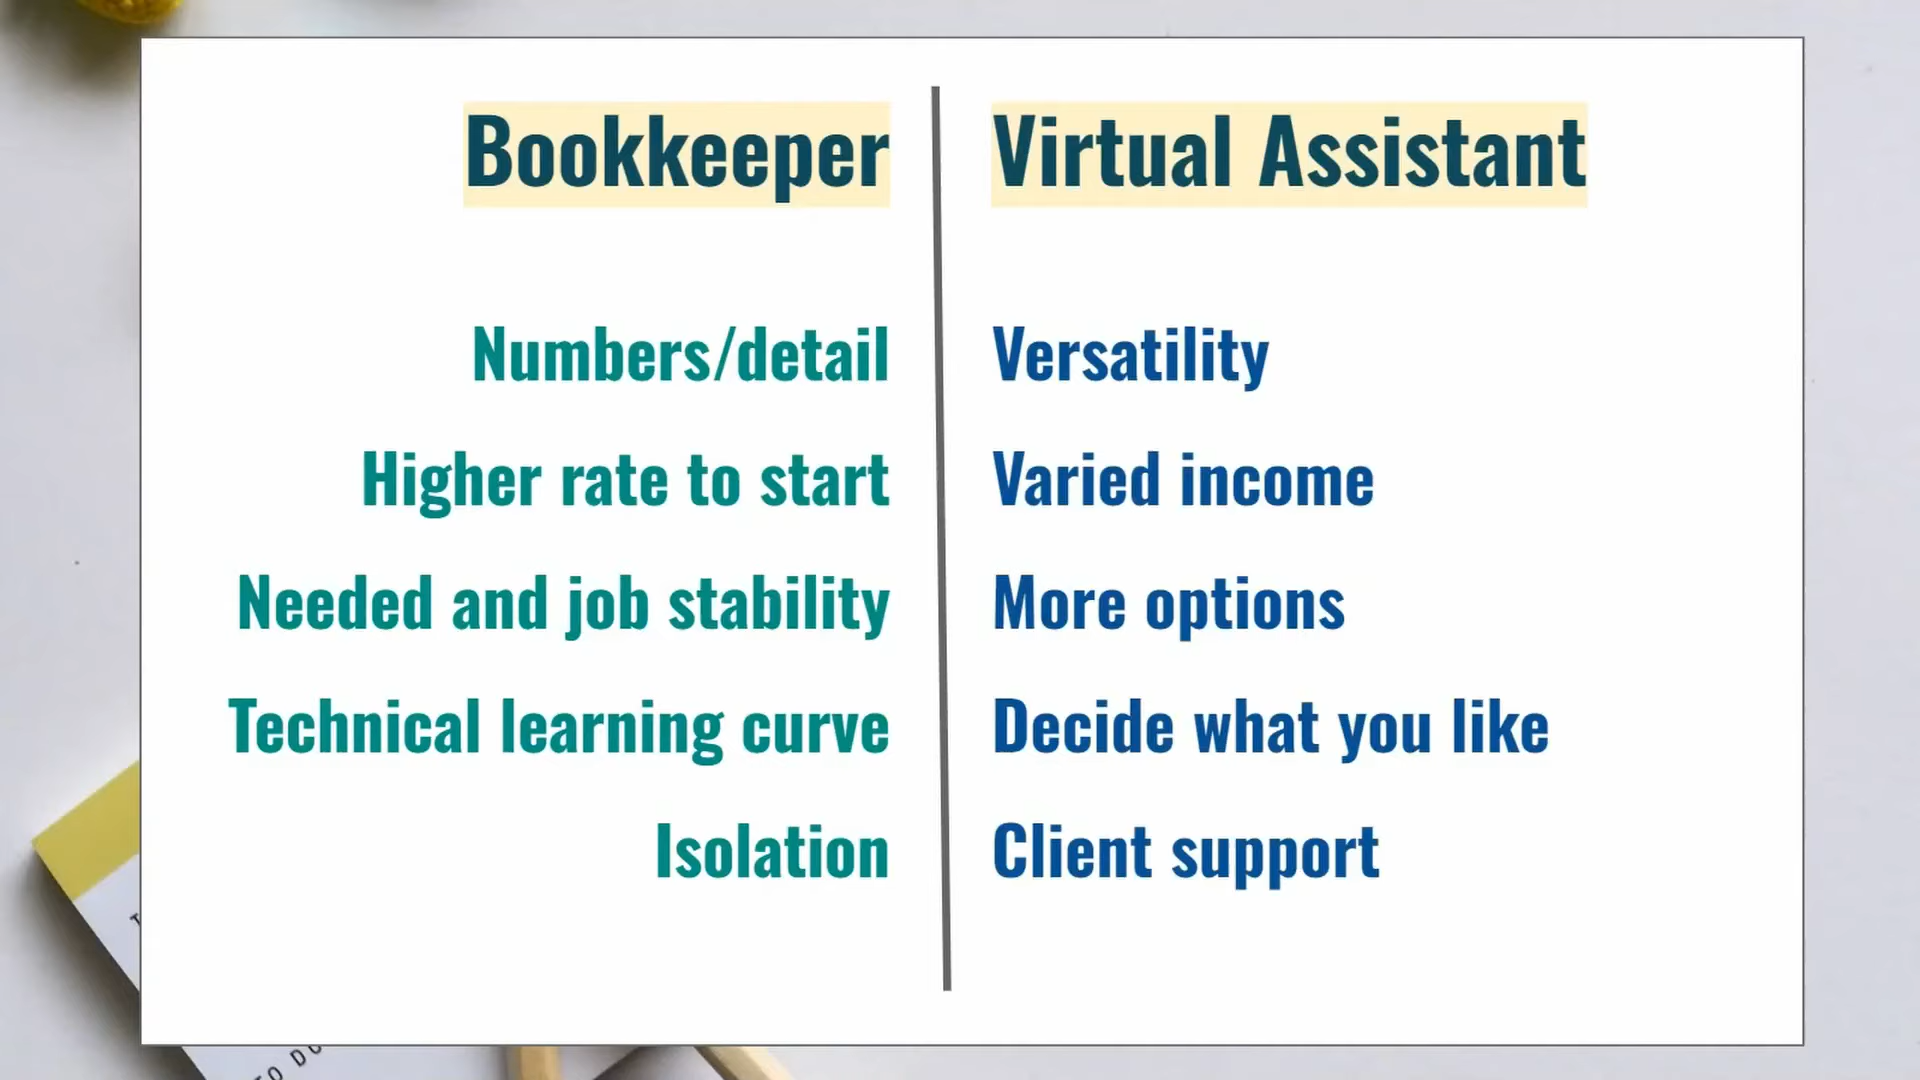 Bookkeeper
Numbers/detail
Higher rate to start
Needed and job stability
Technical learning curve
Isolation
Virtual Assistant
Versatility
Varied income
More options
Decide what you like
Client support